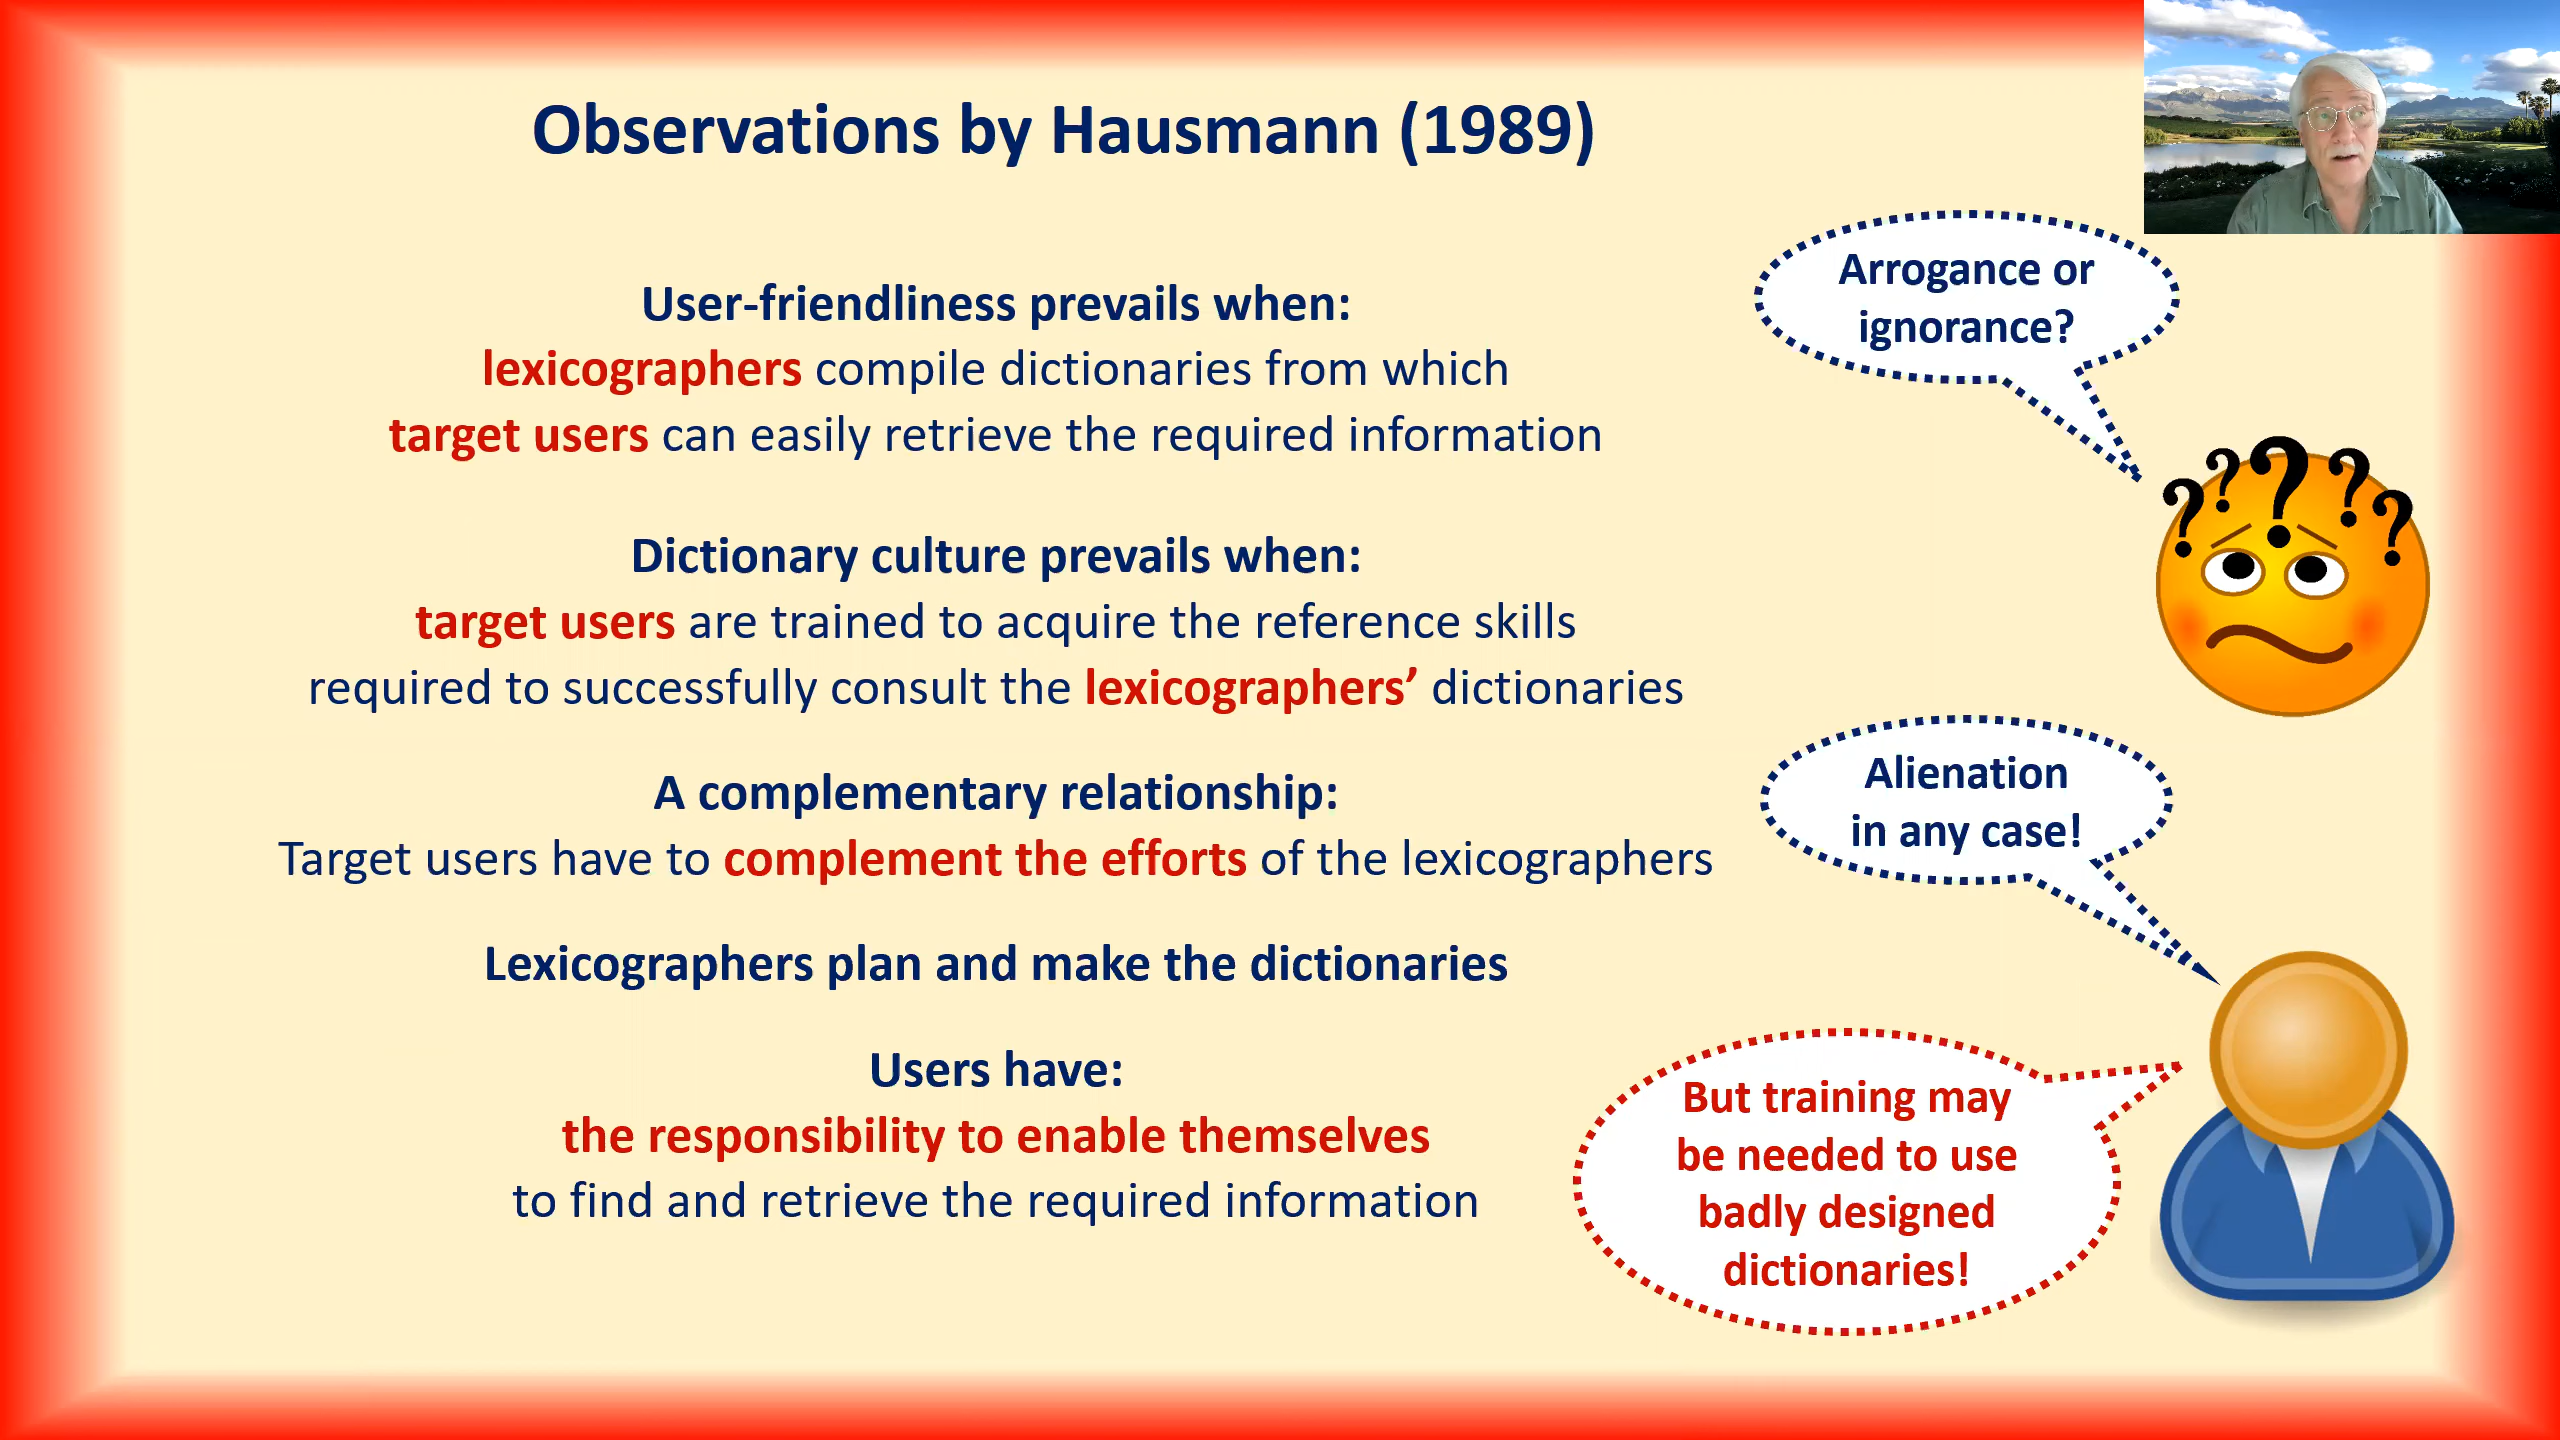 Observations by Hausmann (1989)
User-friendliness prevails when:
lexicographers compile dictionaries from which
target users can easily retrieve the required information
Dictionary culture prevails when:
target users are trained to acquire the reference skills
required to successfully consult the lexicographers’ dictionaries
A complementary relationship:
Target users have to complement the efforts of the lexicographers
Lexicographers plan and make the dictionaries
Users have:
the responsibility to enable themselves
to find and retrieve the required information
Arrogance or
ignorance?
? ? ? ? ?
Alienation
in any case!
But training may
be needed to use
badly designed
dictionaries!